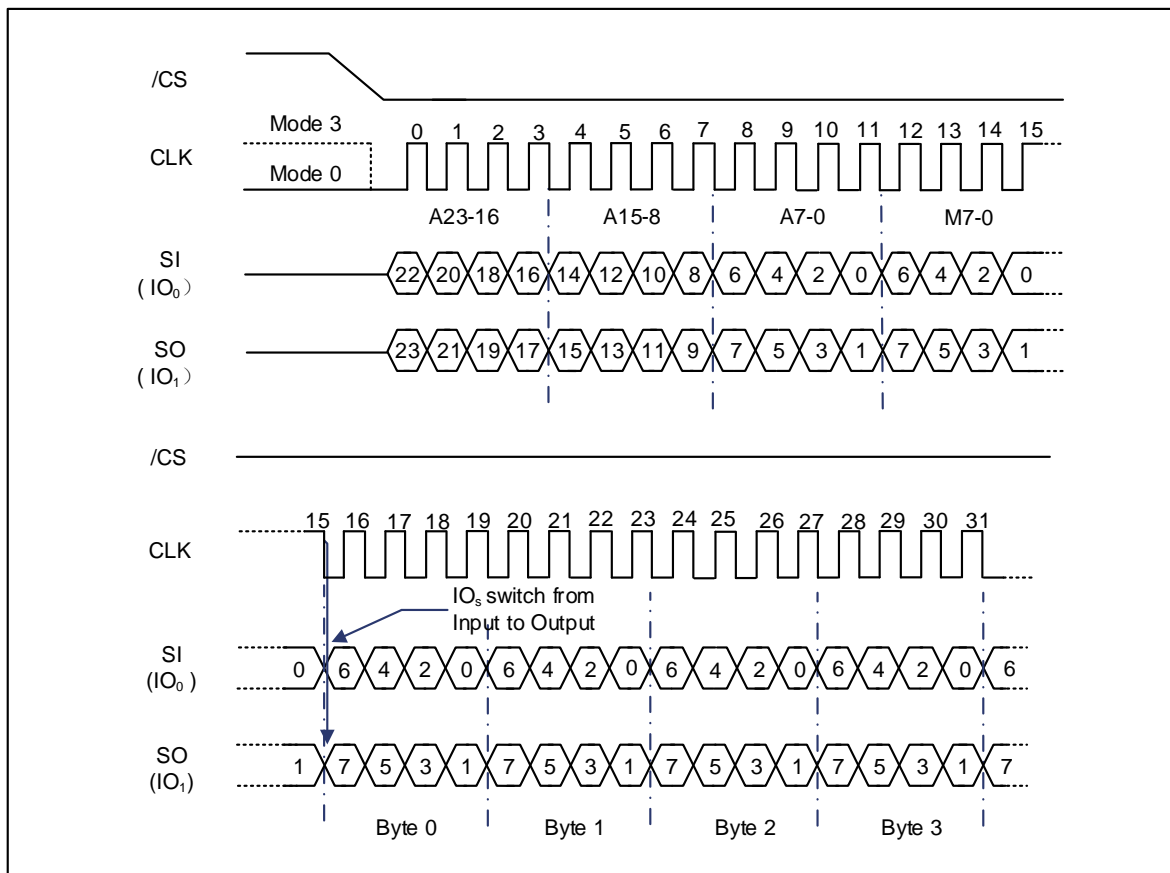 /CS
Mode 3
0 1 2 3 4 5 6 7 8 9 10 11 12 13 14 15
CLK
Mode 0
A23-16 A15-8 A7-0 M7-0
SI
( IO₀）
22 20 18 16 14 12 10 8 6 4 2 0 6 4 2 0
SO
( IO₁）
23 21 19 17 15 13 11 9 7 5 3 1 7 5 3 1
/CS
15 16 17 18 19 20 21 22 23 24 25 26 27 28 29 30 31
CLK
IOₛ switch from
Input to Output
SI
(IO₀ )
0 6 4 2 0 6 4 2 0 6 4 2 0 6 4 2 0 6
SO
(IO₁)
1 7 5 3 1 7 5 3 1 7 5 3 1 7 5 3 1 7
Byte 0 Byte 1 Byte 2 Byte 3